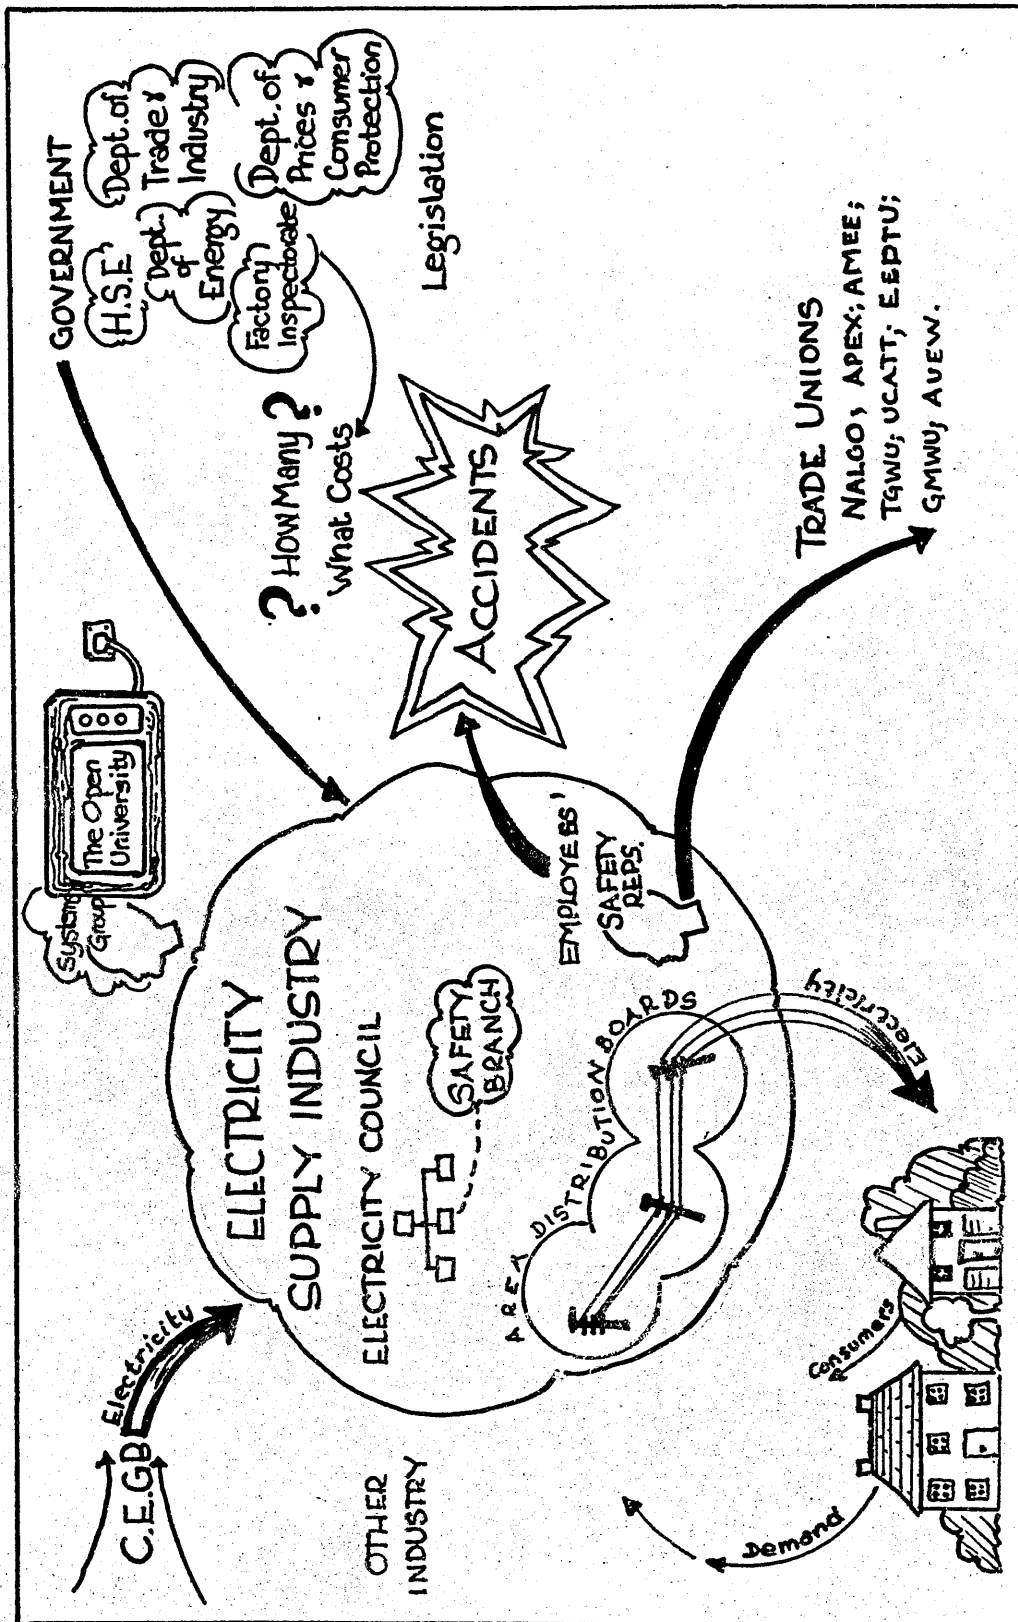 C.E.G.B
Electricity
Systems
Group
The Open
University
GOVERNMENT
H.S.E
Dept. of
Trade &
Industry
Dept.
of
Energy
Dept. of
Prices &
Consumer
Protection
Factory
Inspectorate
Legislation
? How Many ?
What Costs
ACCIDENTS
ELECTRICITY
SUPPLY INDUSTRY
ELECTRICITY COUNCIL
SAFETY
BRANCH
EMPLOYEES'
SAFETY
REPS.
AREA DISTRIBUTION BOARDS
OTHER
INDUSTRY
Electricity
TRADE UNIONS
NALGO; APEX; AMEE;
TGWU; UCATT; EEPTU;
GMWU; AUEW.
Demand
Consumers